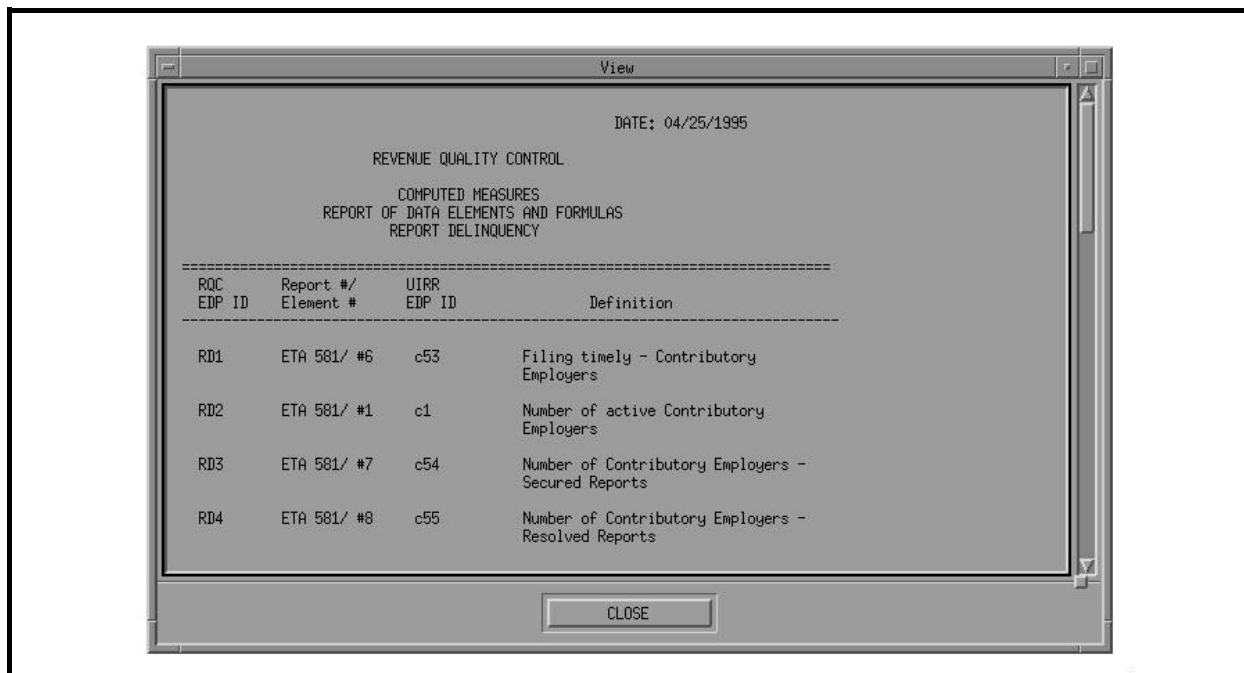 View
DATE: 04/25/1995
REVENUE QUALITY CONTROL
COMPUTED MEASURES
REPORT OF DATA ELEMENTS AND FORMULAS
REPORT DELINQUENCY
==============================================================================
RQC Report #/ UIRR
EDP ID Element # EDP ID Definition
-------------------------------------------------------------------------------
RD1 ETA 581/ #6 c53 Filing timely - Contributory
Employers
RD2 ETA 581/ #1 c1 Number of active Contributory
Employers
RD3 ETA 581/ #7 c54 Number of Contributory Employers -
Secured Reports
RD4 ETA 581/ #8 c55 Number of Contributory Employers -
Resolved Reports
CLOSE